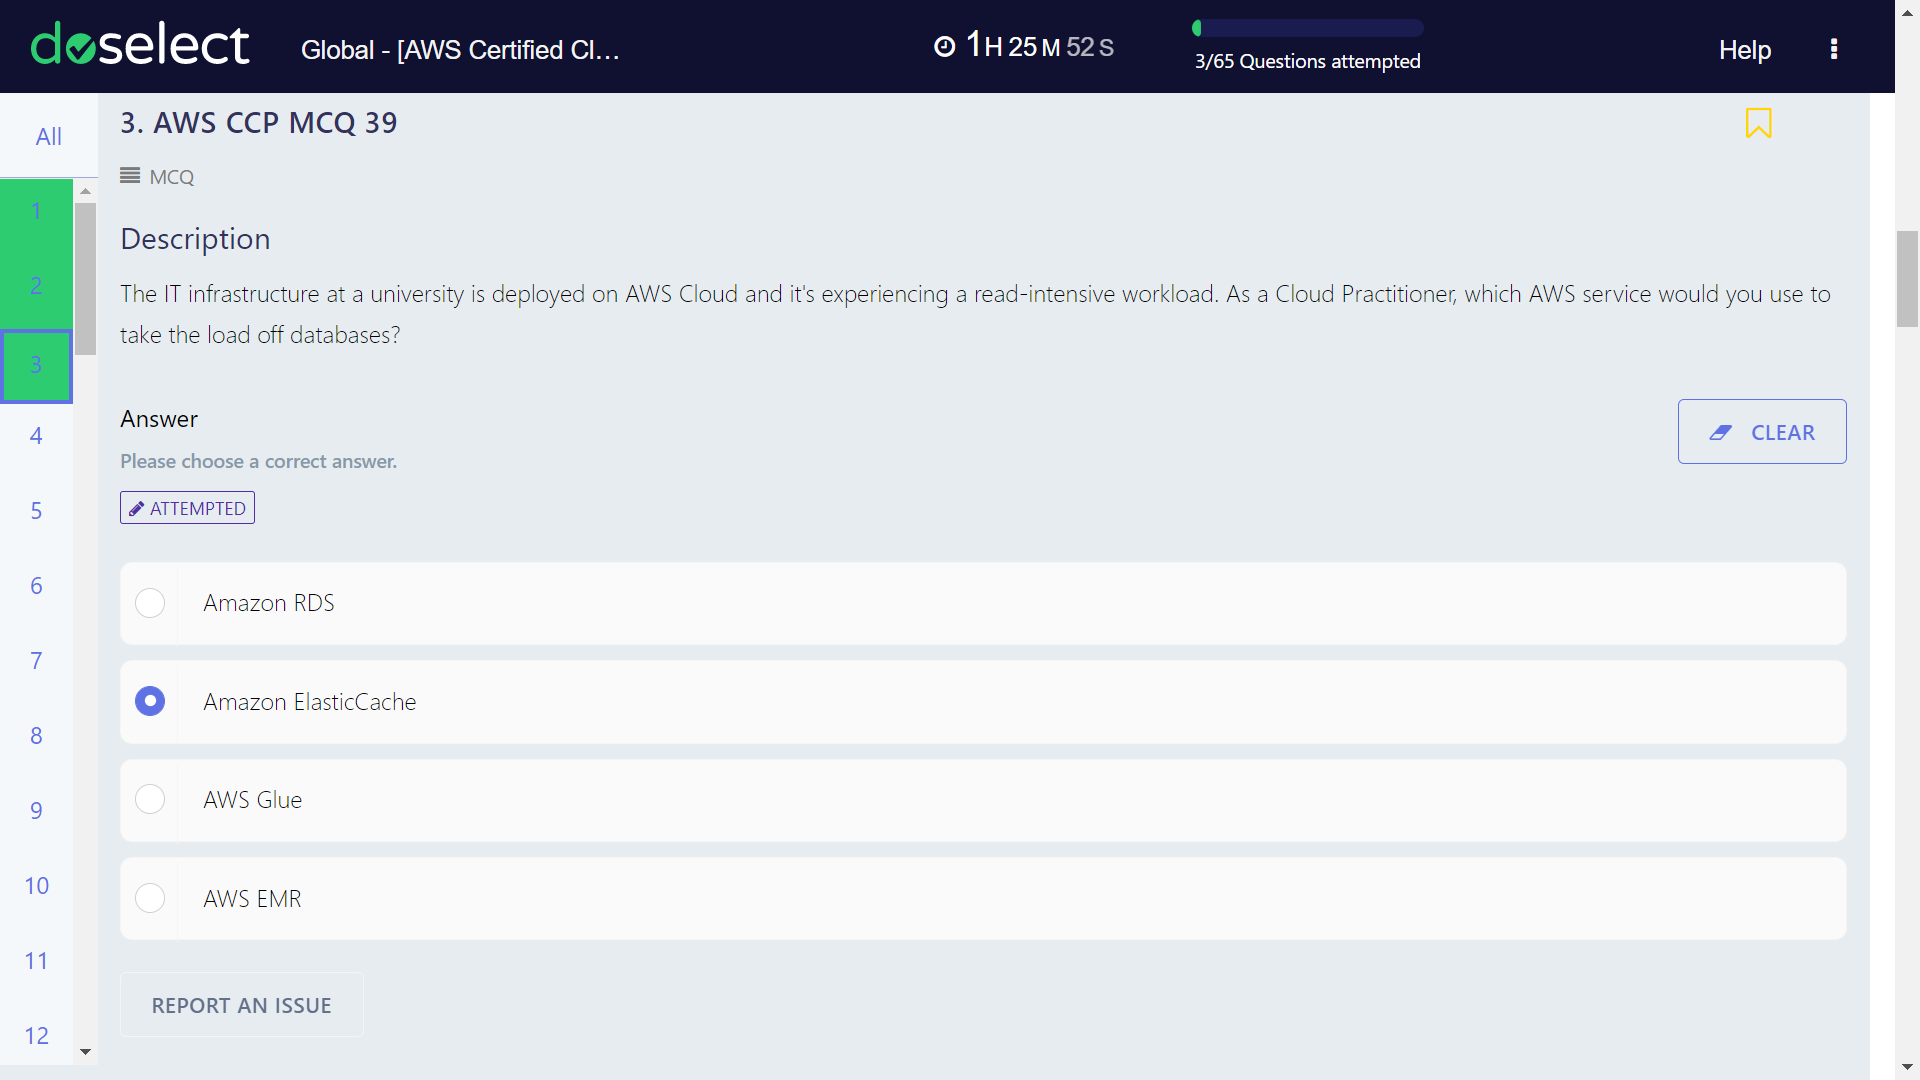 doselect
Global - [AWS Certified Cl...
1H 25M 52S
3/65 Questions attempted
Help
All
1
2
3
4
5
6
7
8
9
10
11
12
3. AWS CCP MCQ 39
MCQ
Description
The IT infrastructure at a university is deployed on AWS Cloud and it's experiencing a read-intensive workload. As a Cloud Practitioner, which AWS service would you use to
take the load off databases?
Answer
CLEAR
Please choose a correct answer.
ATTEMPTED
Amazon RDS
Amazon ElasticCache
AWS Glue
AWS EMR
REPORT AN ISSUE